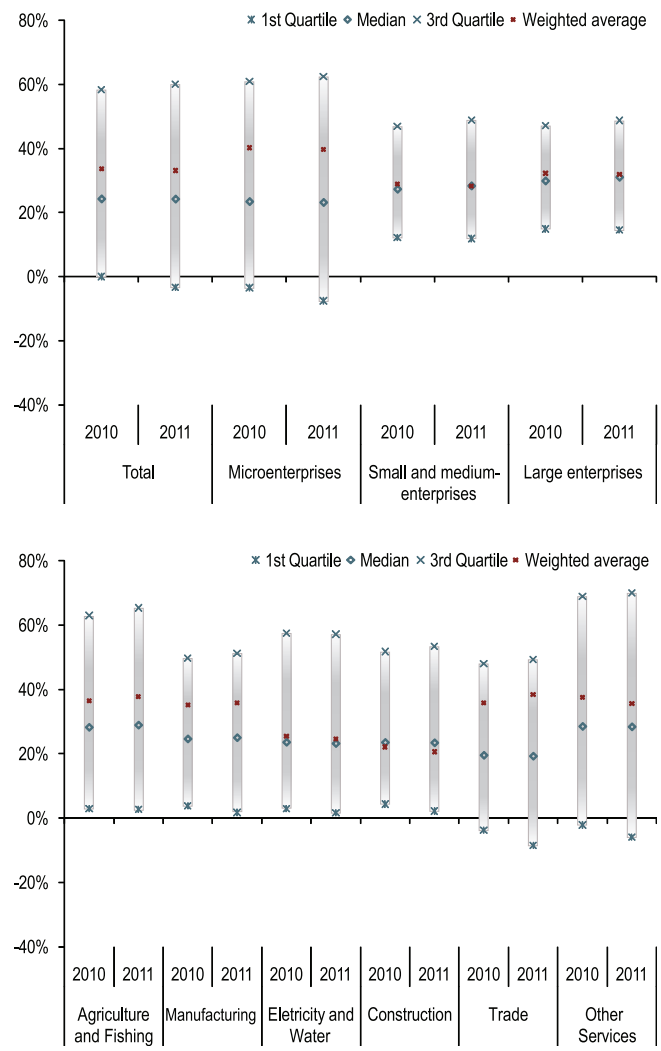 80%
1st Quartile Median 3rd Quartile Weighted average
60%
40%
20%
0%
-20%
-40%
2010 2011 2010 2011 2010 2011 2010 2011
Total Microenterprises Small and medium- Large enterprises
enterprises
80%
1st Quartile Median 3rd Quartile Weighted average
60%
40%
20%
0%
-20%
-40%
2010 2011 2010 2011 2010 2011 2010 2011 2010 2011 2010 2011
Agriculture Manufacturing Eletricity and Construction Trade Other
and Fishing Water Services